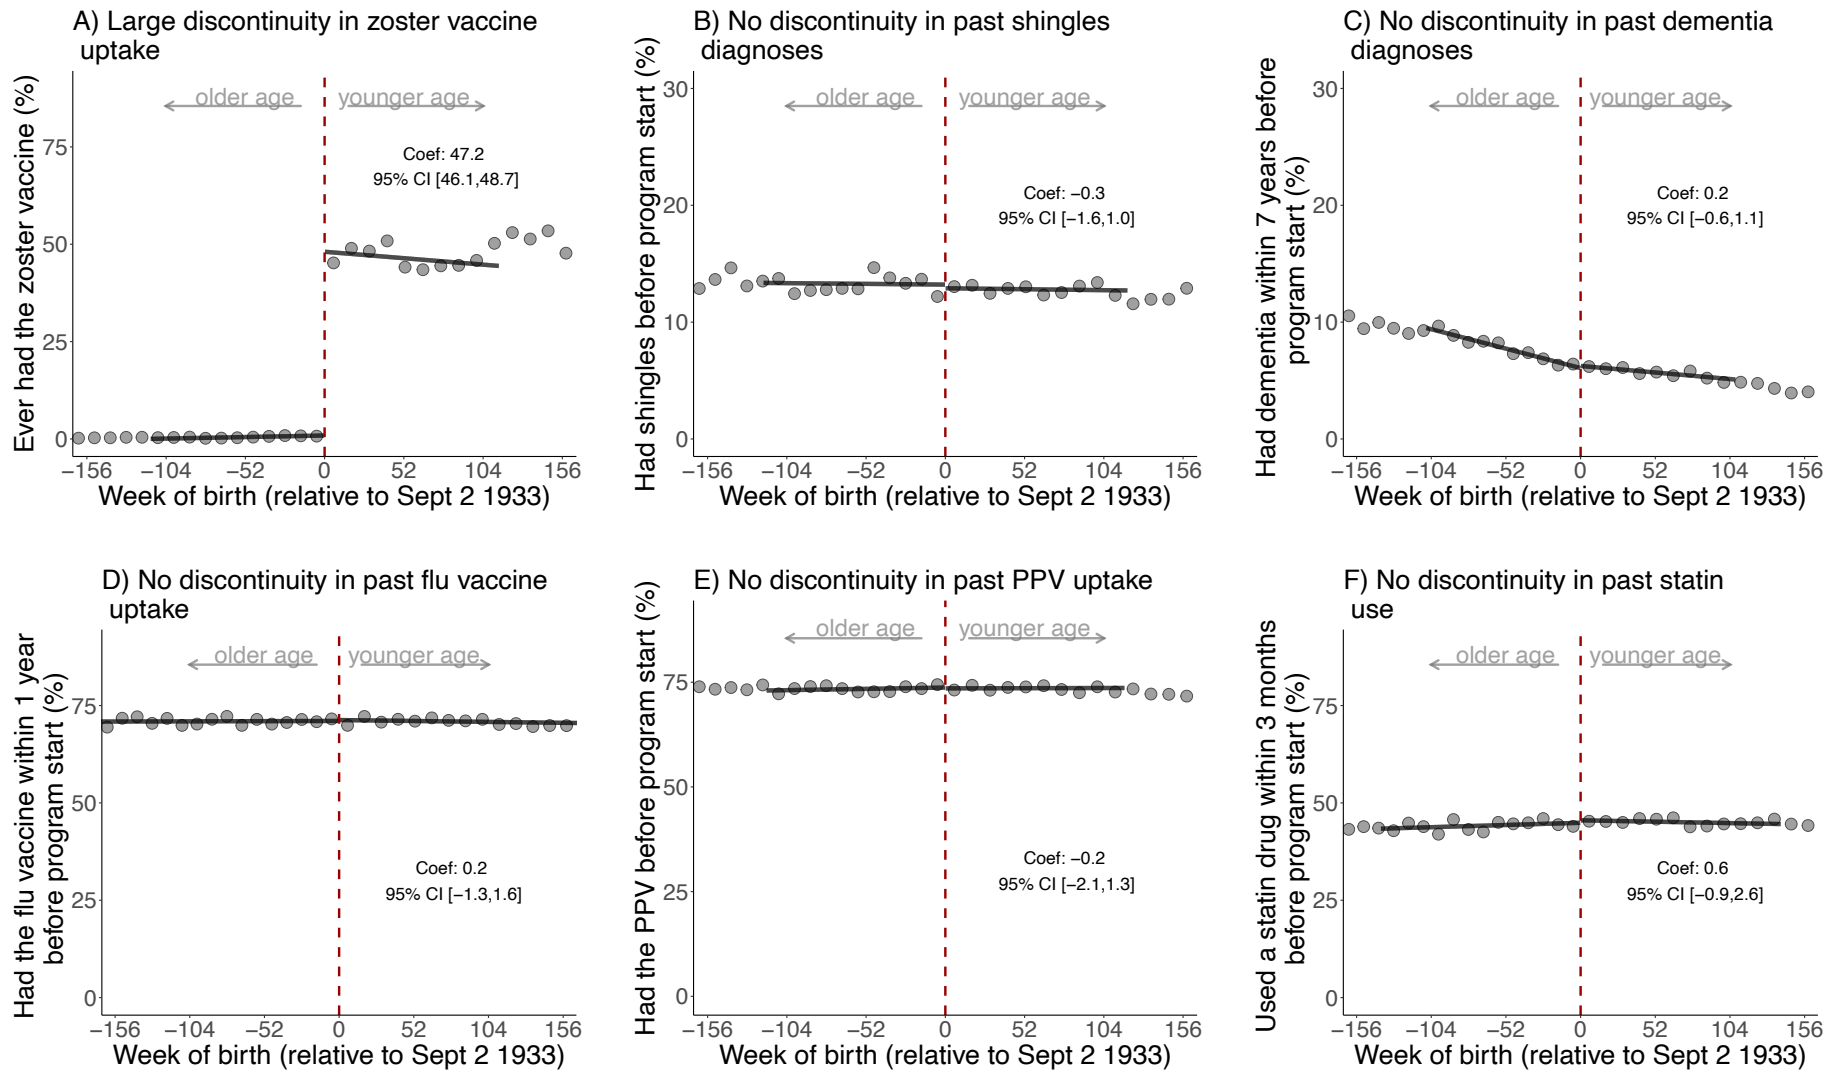 A) Large discontinuity in zoster vaccine
uptake
Ever had the zoster vaccine (%)
older age
younger age
Coef: 47.2
95% CI [46.1,48.7]
75
50
25
0
−156 −104 −52 0 52 104 156
Week of birth (relative to Sept 2 1933)
B) No discontinuity in past shingles
diagnoses
Had shingles before program start (%)
older age
younger age
Coef: −0.3
95% CI [−1.6,1.0]
30
20
10
0
−156 −104 −52 0 52 104 156
Week of birth (relative to Sept 2 1933)
C) No discontinuity in past dementia
diagnoses
Had dementia within 7 years before
program start (%)
older age
younger age
Coef: 0.2
95% CI [−0.6,1.1]
30
20
10
0
−156 −104 −52 0 52 104 156
Week of birth (relative to Sept 2 1933)
D) No discontinuity in past flu vaccine
uptake
Had the flu vaccine within 1 year
before program start (%)
older age
younger age
Coef: 0.2
95% CI [−1.3,1.6]
75
50
25
0
−156 −104 −52 0 52 104 156
Week of birth (relative to Sept 2 1933)
E) No discontinuity in past PPV uptake
Had the PPV before program start (%)
older age
younger age
Coef: −0.2
95% CI [−2.1,1.3]
75
50
25
0
−156 −104 −52 0 52 104 156
Week of birth (relative to Sept 2 1933)
F) No discontinuity in past statin
use
Used a statin drug within 3 months
before program start (%)
older age
younger age
Coef: 0.6
95% CI [−0.9,2.6]
75
50
25
0
−156 −104 −52 0 52 104 156
Week of birth (relative to Sept 2 1933)